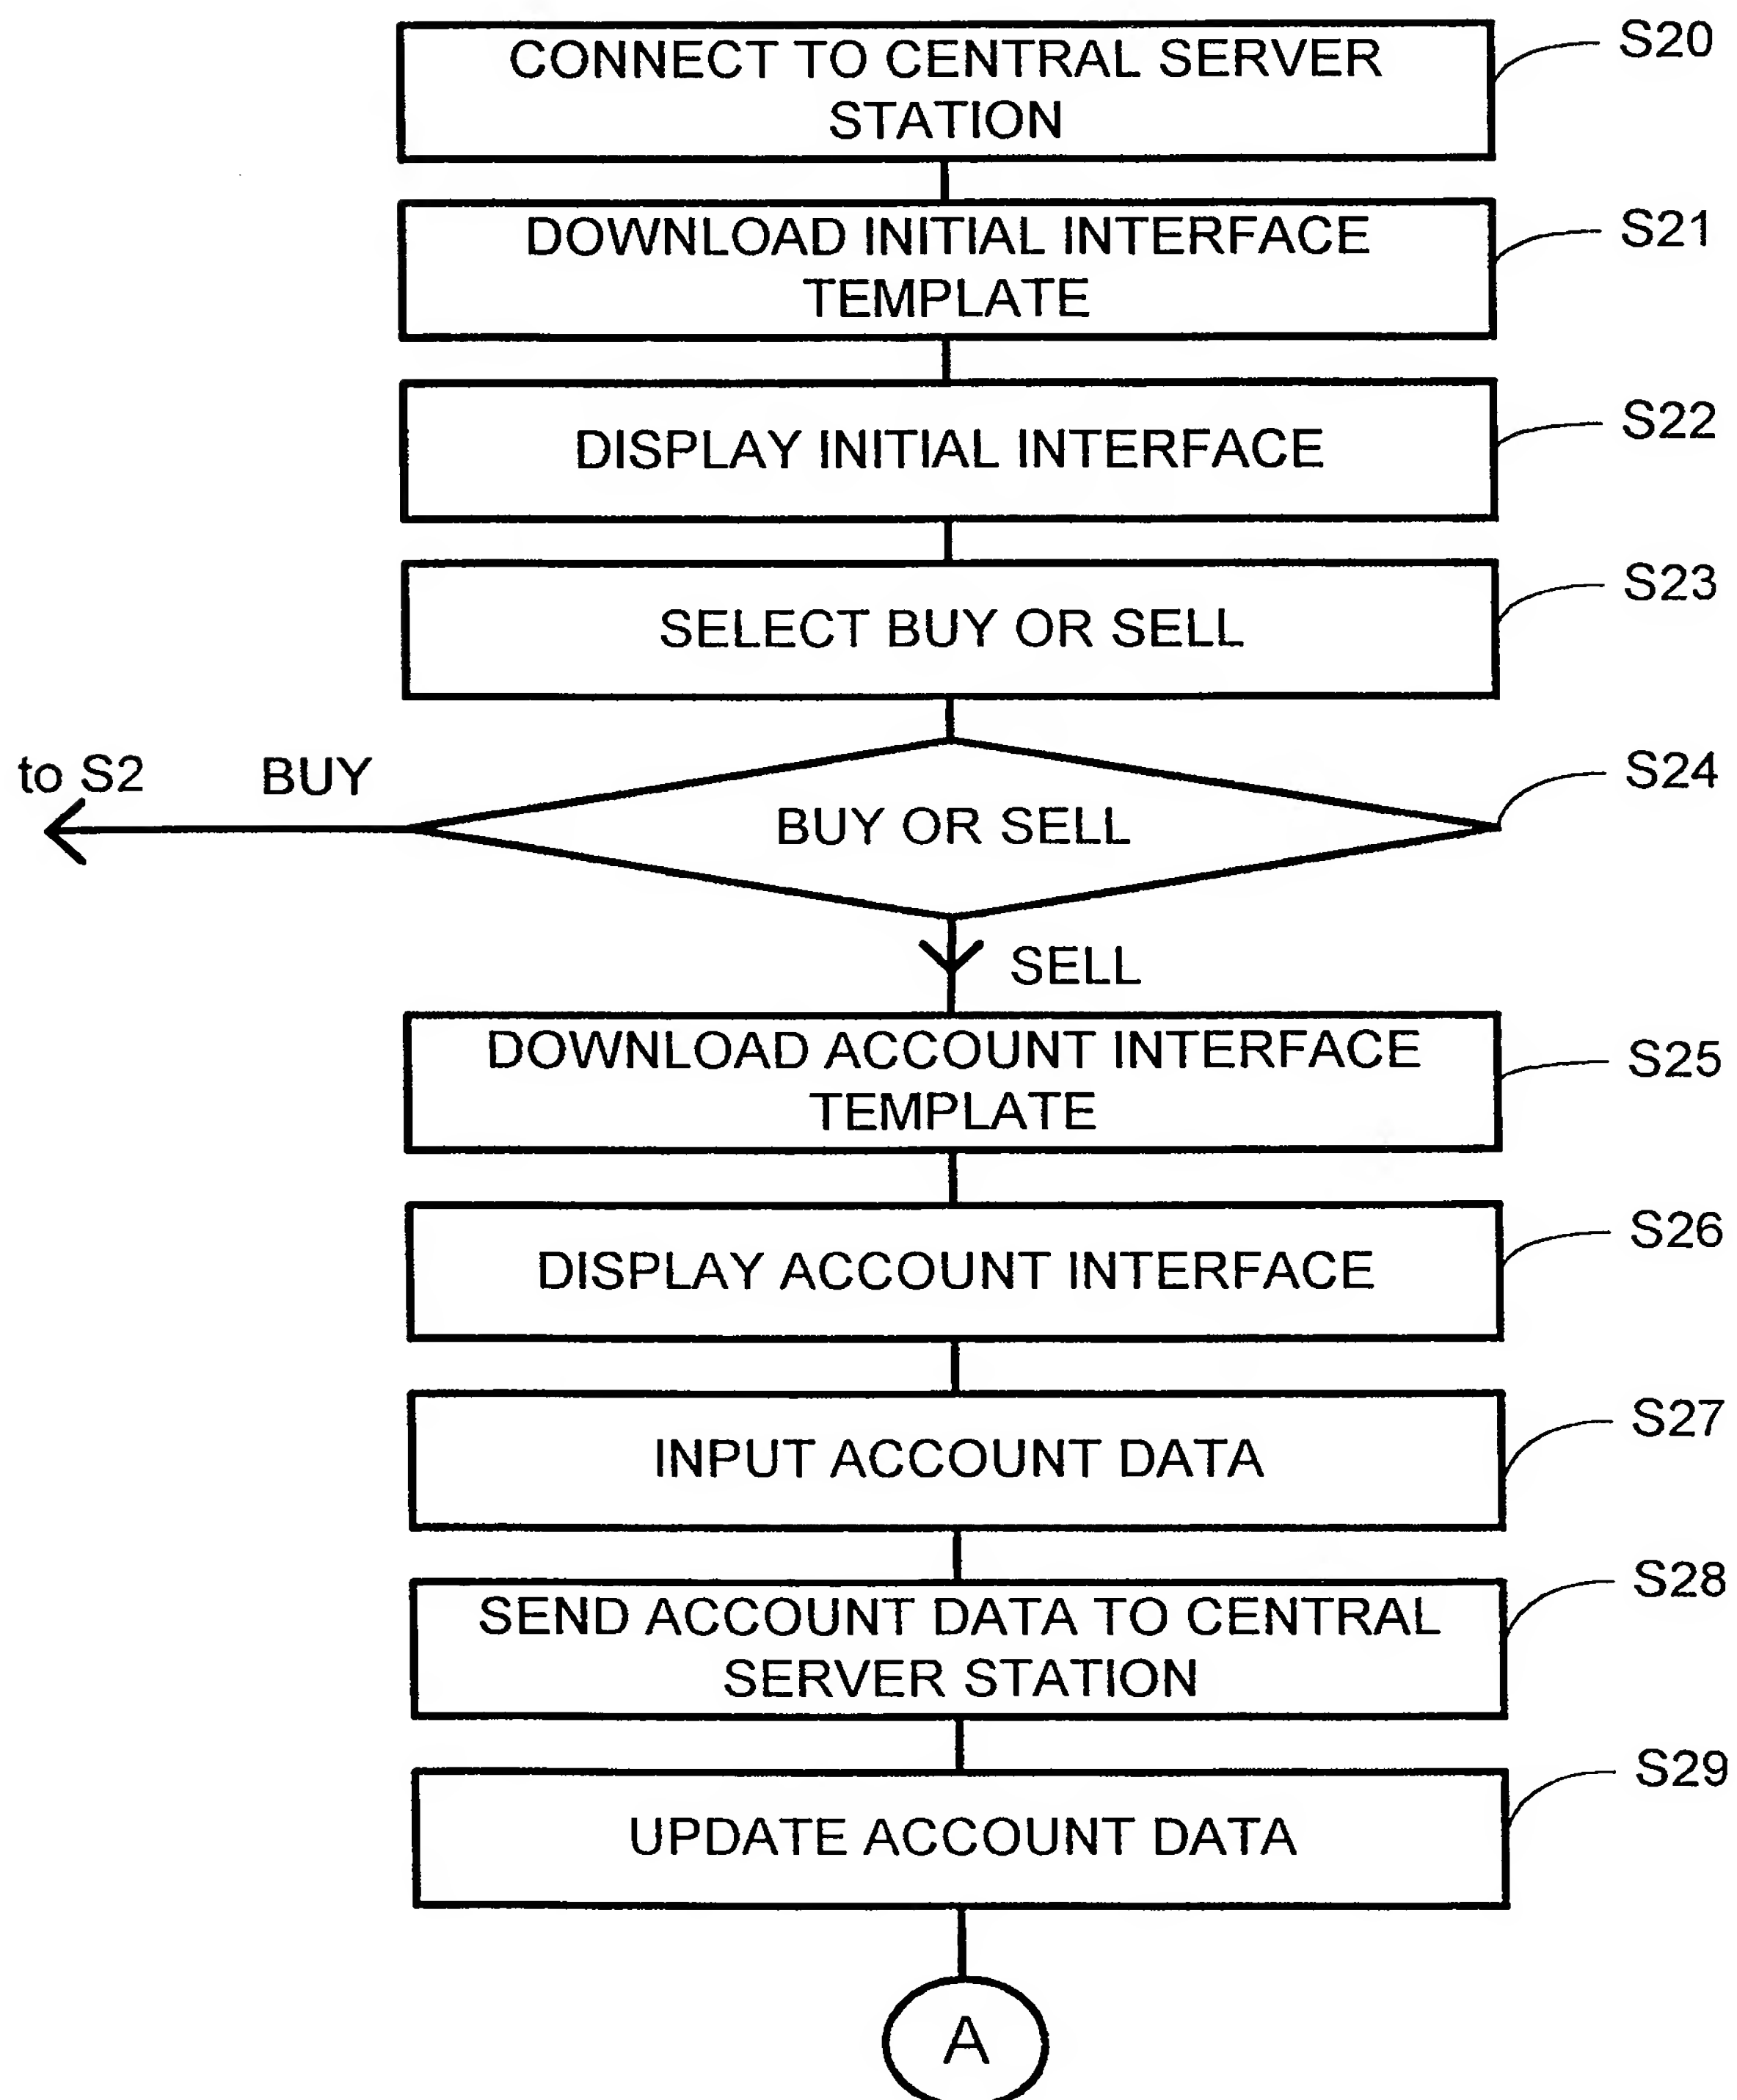 CONNECT TO CENTRAL SERVER
STATION
S20
DOWNLOAD INITIAL INTERFACE
TEMPLATE
S21
DISPLAY INITIAL INTERFACE
S22
SELECT BUY OR SELL
S23
to S2
BUY
BUY OR SELL
S24
SELL
DOWNLOAD ACCOUNT INTERFACE
TEMPLATE
S25
DISPLAY ACCOUNT INTERFACE
S26
INPUT ACCOUNT DATA
S27
SEND ACCOUNT DATA TO CENTRAL
SERVER STATION
S28
UPDATE ACCOUNT DATA
S29
A